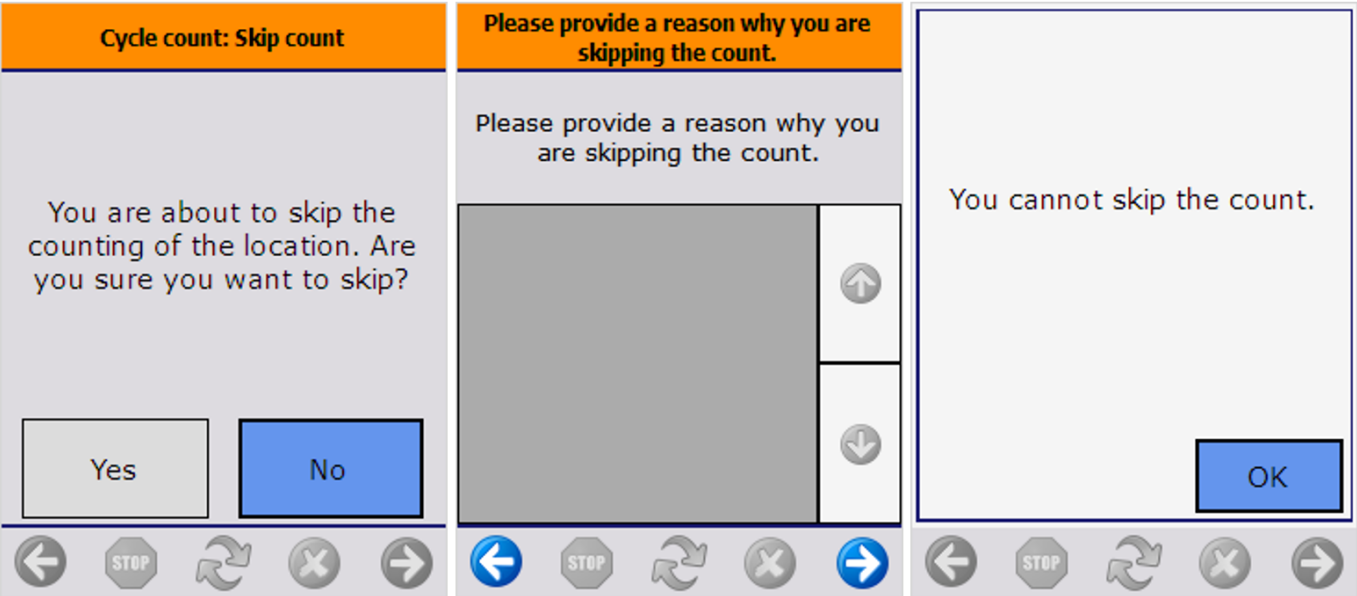 Cycle count: Skip count
You are about to skip the
counting of the location. Are
you sure you want to skip?
Yes
No
STOP
Please provide a reason why you are
skipping the count.
Please provide a reason why you
are skipping the count.
STOP
You cannot skip the count.
OK
STOP